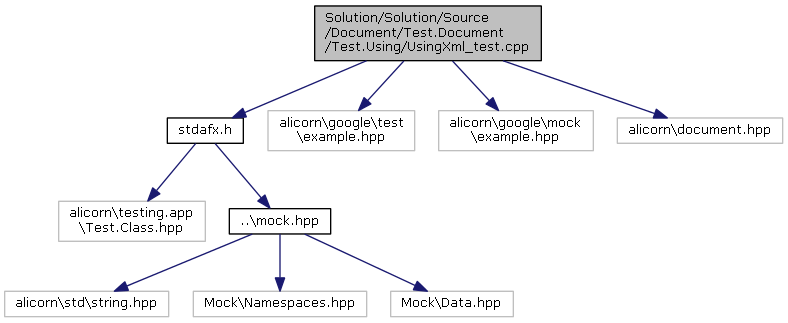 Solution/Solution/Source
/Document/Test.Document
/Test.Using/UsingXml_test.cpp
stdafx.h
alicorn\google\test
\example.hpp
alicorn\google\mock
\example.hpp
alicorn\document.hpp
alicorn\testing.app
\Test.Class.hpp
..\mock.hpp
alicorn\std\string.hpp
Mock\Namespaces.hpp
Mock\Data.hpp